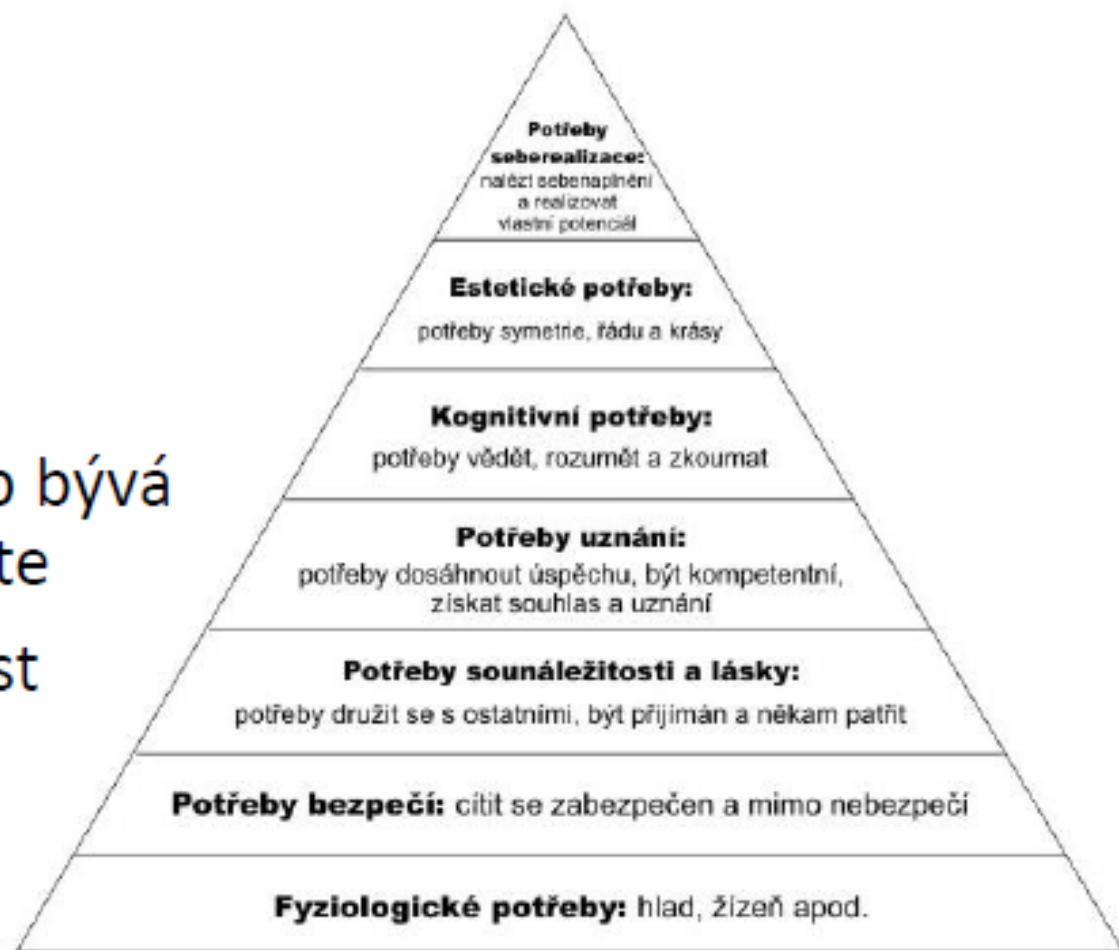 Potřeby
seberealizace:
nalézt sebenaplnění
a realizovat
vlastní potenciál
Estetické potřeby:
potřeby symetrie, řádu a krásy
Kognitivní potřeby:
potřeby vědět, rozumět a zkoumat
bývá
te
st
Potřeby uznání:
potřeby dosáhnout úspěchu, být kompetentní,
získat souhlas a uznání
Potřeby sounáležitosti a lásky:
potřeby družit se s ostatními, být přijímán a někam patřit
Potřeby bezpečí: cítit se zabezpečen a mimo nebezpečí
Fyziologické potřeby: hlad, žízeň apod.